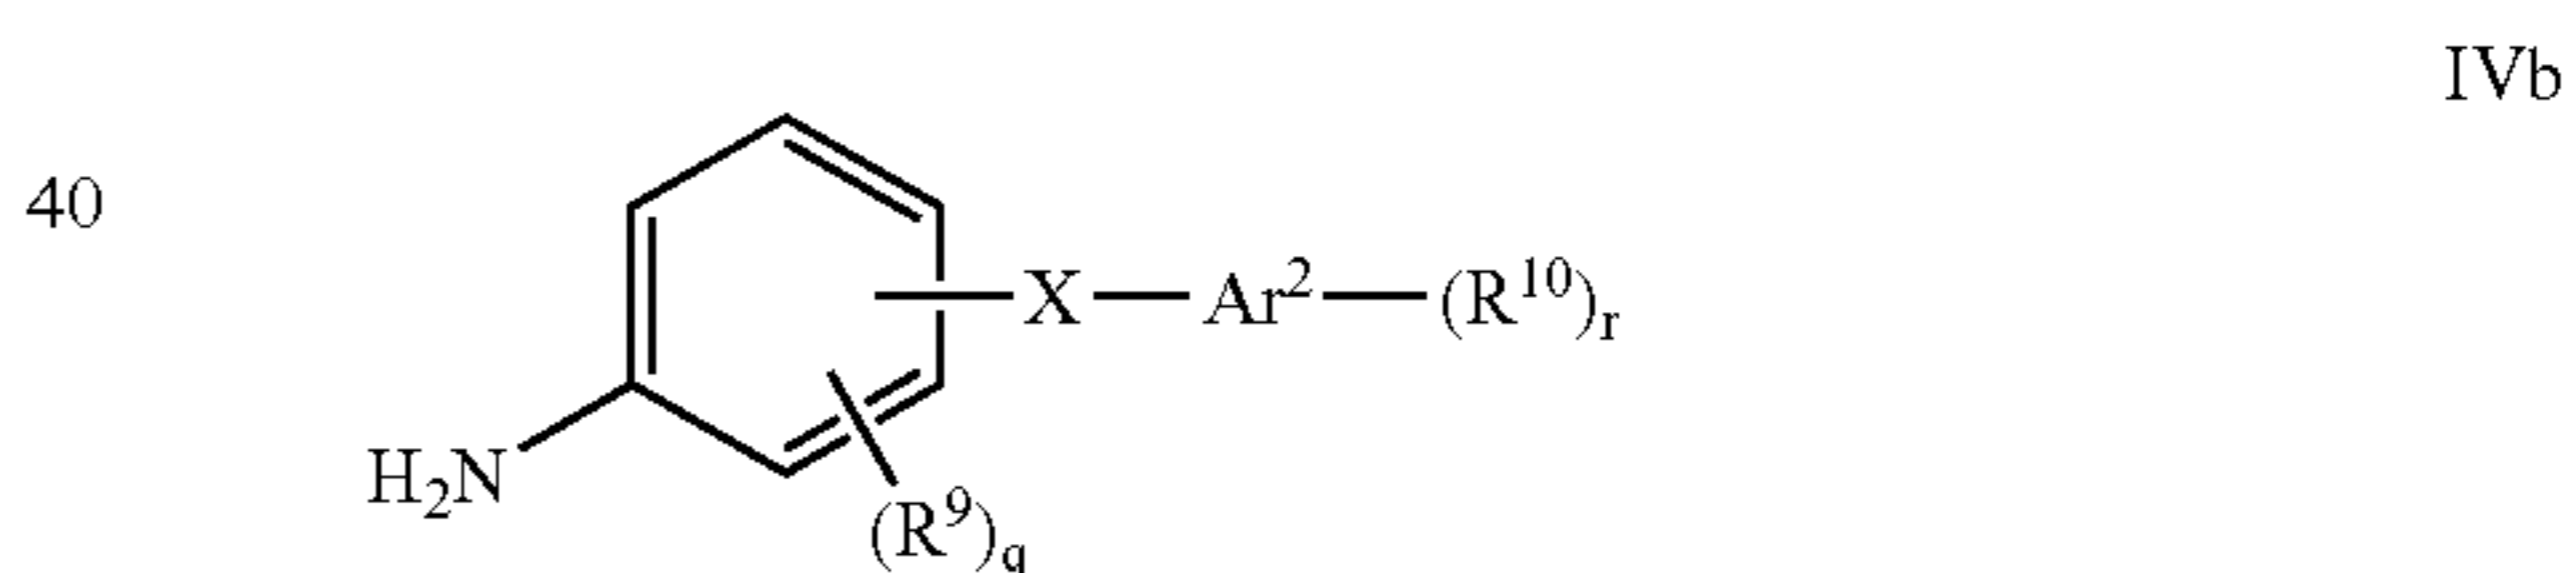 IVb
40
X—Ar²—(R¹⁰)ᵣ
H₂N
(R⁹)q